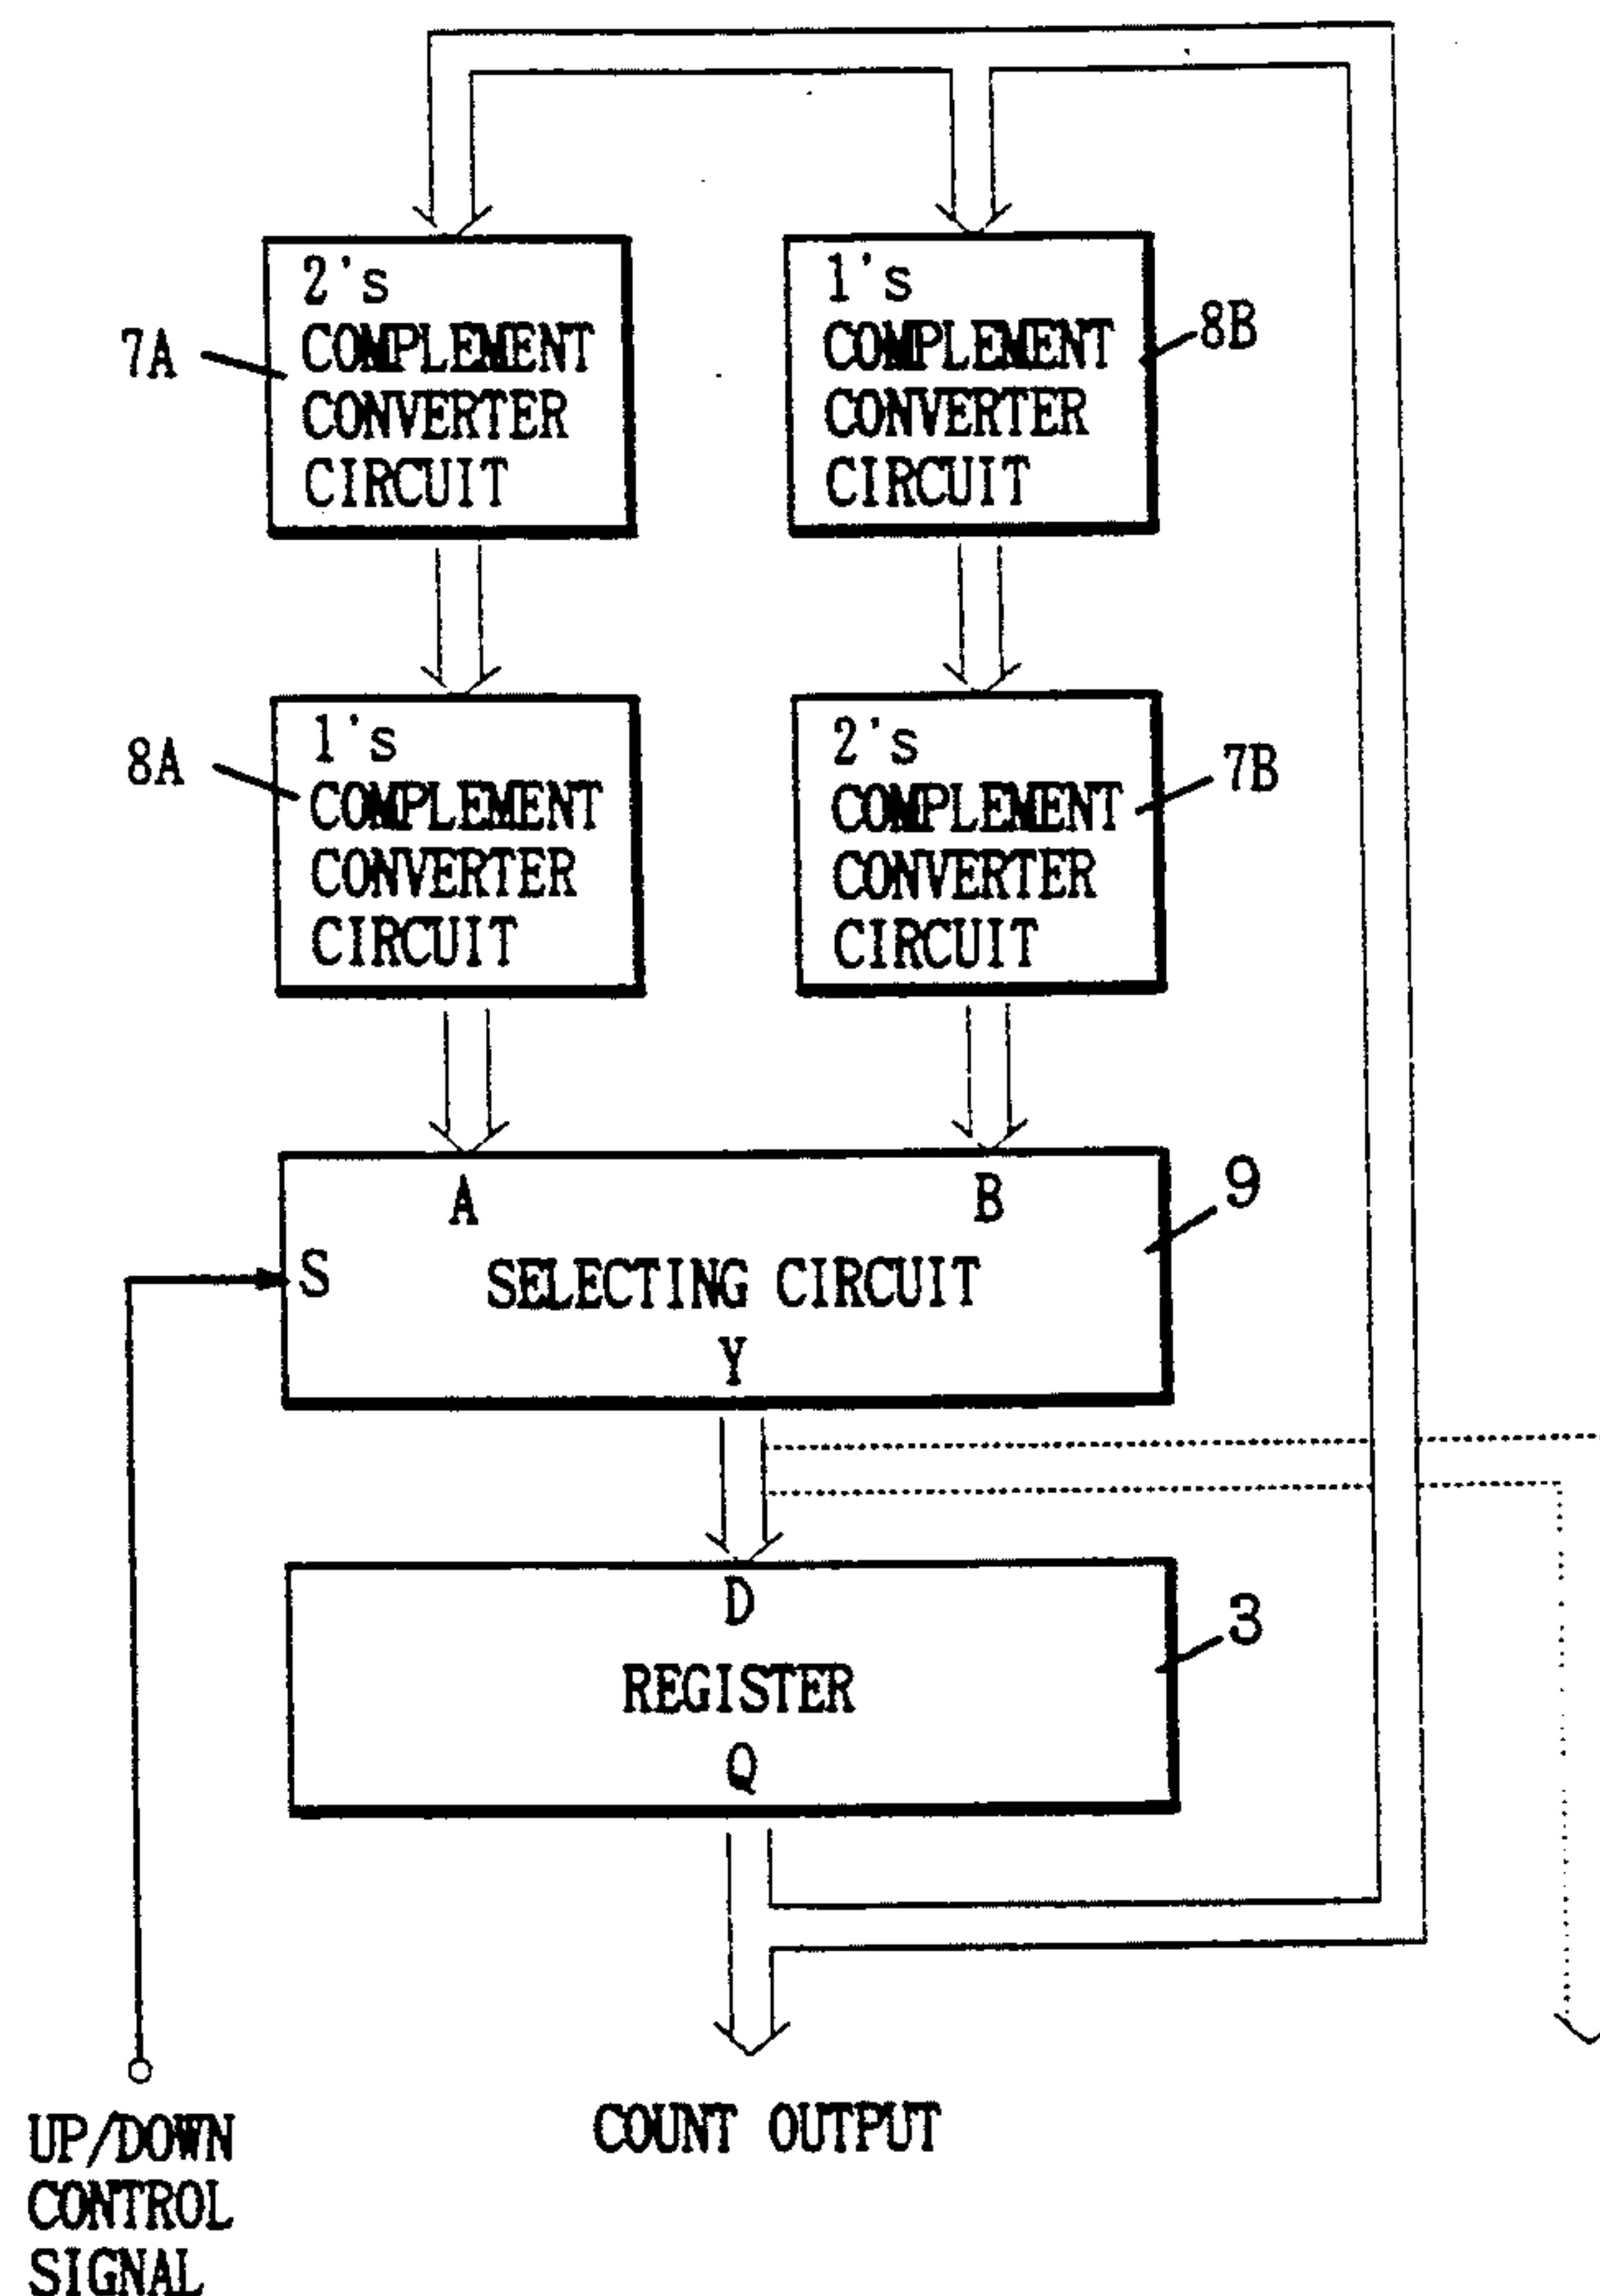 2's
COMPLEMENT
CONVERTER
CIRCUIT
7A
1's
COMPLEMENT
CONVERTER
CIRCUIT
8B
1's
COMPLEMENT
CONVERTER
CIRCUIT
8A
2's
COMPLEMENT
CONVERTER
CIRCUIT
7B
A
B
9
S
SELECTING CIRCUIT
Y
D
3
REGISTER
Q
COUNT OUTPUT
UP/DOWN
CONTROL
SIGNAL